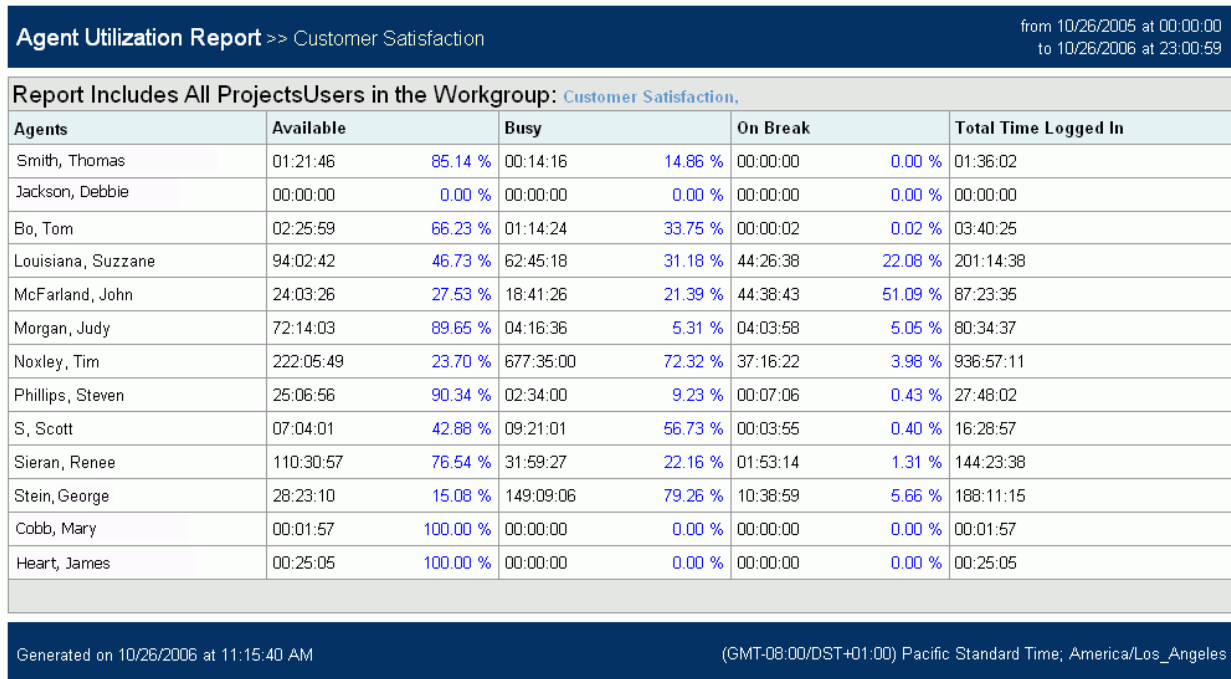 Agent Utilization Report >> Customer Satisfaction
from 10/26/2005 at 00:00:00
to 10/26/2006 at 23:00:59
Report Includes All ProjectsUsers in the Workgroup: Customer Satisfaction,
Agents Available Busy On Break Total Time Logged In
Smith, Thomas 01:21:46 85.14 % 00:14:16 14.86 % 00:00:00 0.00 % 01:36:02
Jackson, Debbie 00:00:00 0.00 % 00:00:00 0.00 % 00:00:00 0.00 % 00:00:00
Bo, Tom 02:25:59 66.23 % 01:14:24 33.75 % 00:00:02 0.02 % 03:40:25
Louisiana, Suzzane 94:02:42 46.73 % 62:45:18 31.18 % 44:26:38 22.08 % 201:14:38
McFarland, John 24:03:26 27.53 % 18:41:26 21.39 % 44:38:43 51.09 % 87:23:35
Morgan, Judy 72:14:03 89.65 % 04:16:36 5.31 % 04:03:58 5.05 % 80:34:37
Noxley, Tim 222:05:49 23.70 % 677:35:00 72.32 % 37:16:22 3.98 % 936:57:11
Phillips, Steven 25:06:56 90.34 % 02:34:00 9.23 % 00:07:06 0.43 % 27:48:02
S, Scott 07:04:01 42.88 % 09:21:01 56.73 % 00:03:55 0.40 % 16:28:57
Sieran, Renee 110:30:57 76.54 % 31:59:27 22.16 % 01:53:14 1.31 % 144:23:38
Stein, George 28:23:10 15.08 % 149:09:06 79.26 % 10:38:59 5.66 % 188:11:15
Cobb, Mary 00:01:57 100.00 % 00:00:00 0.00 % 00:00:00 0.00 % 00:01:57
Heart, James 00:25:05 100.00 % 00:00:00 0.00 % 00:00:00 0.00 % 00:25:05
Generated on 10/26/2006 at 11:15:40 AM
(GMT-08:00/DST+01:00) Pacific Standard Time; America/Los_Angeles